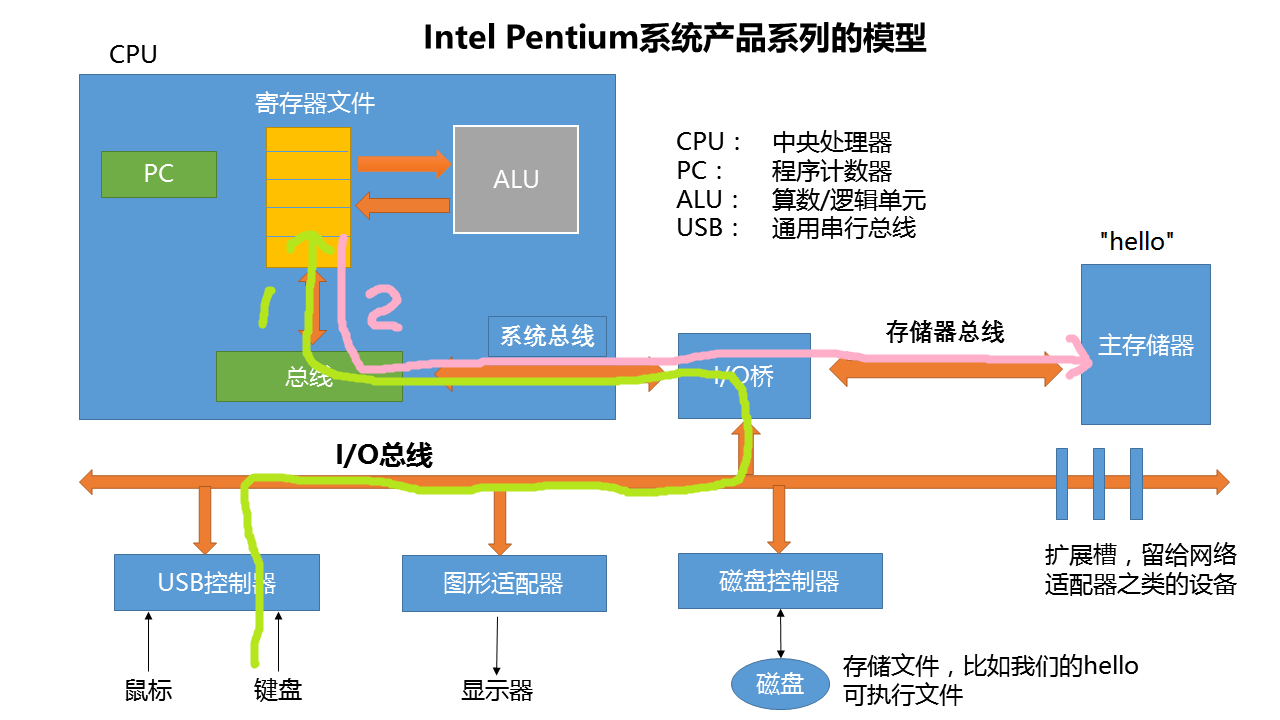 Intel Pentium系统产品系列的模型
CPU
寄存器文件
PC
ALU
CPU： 中央处理器
PC： 程序计数器
ALU： 算数/逻辑单元
USB： 通用串行总线
"hello"
1
2
系统总线
存储器总线
主存储器
总线
I/O桥
I/O总线
扩展槽，留给网络
适配器之类的设备
USB控制器
图形适配器
磁盘控制器
鼠标
键盘
显示器
磁盘
存储文件，比如我们的hello
可执行文件